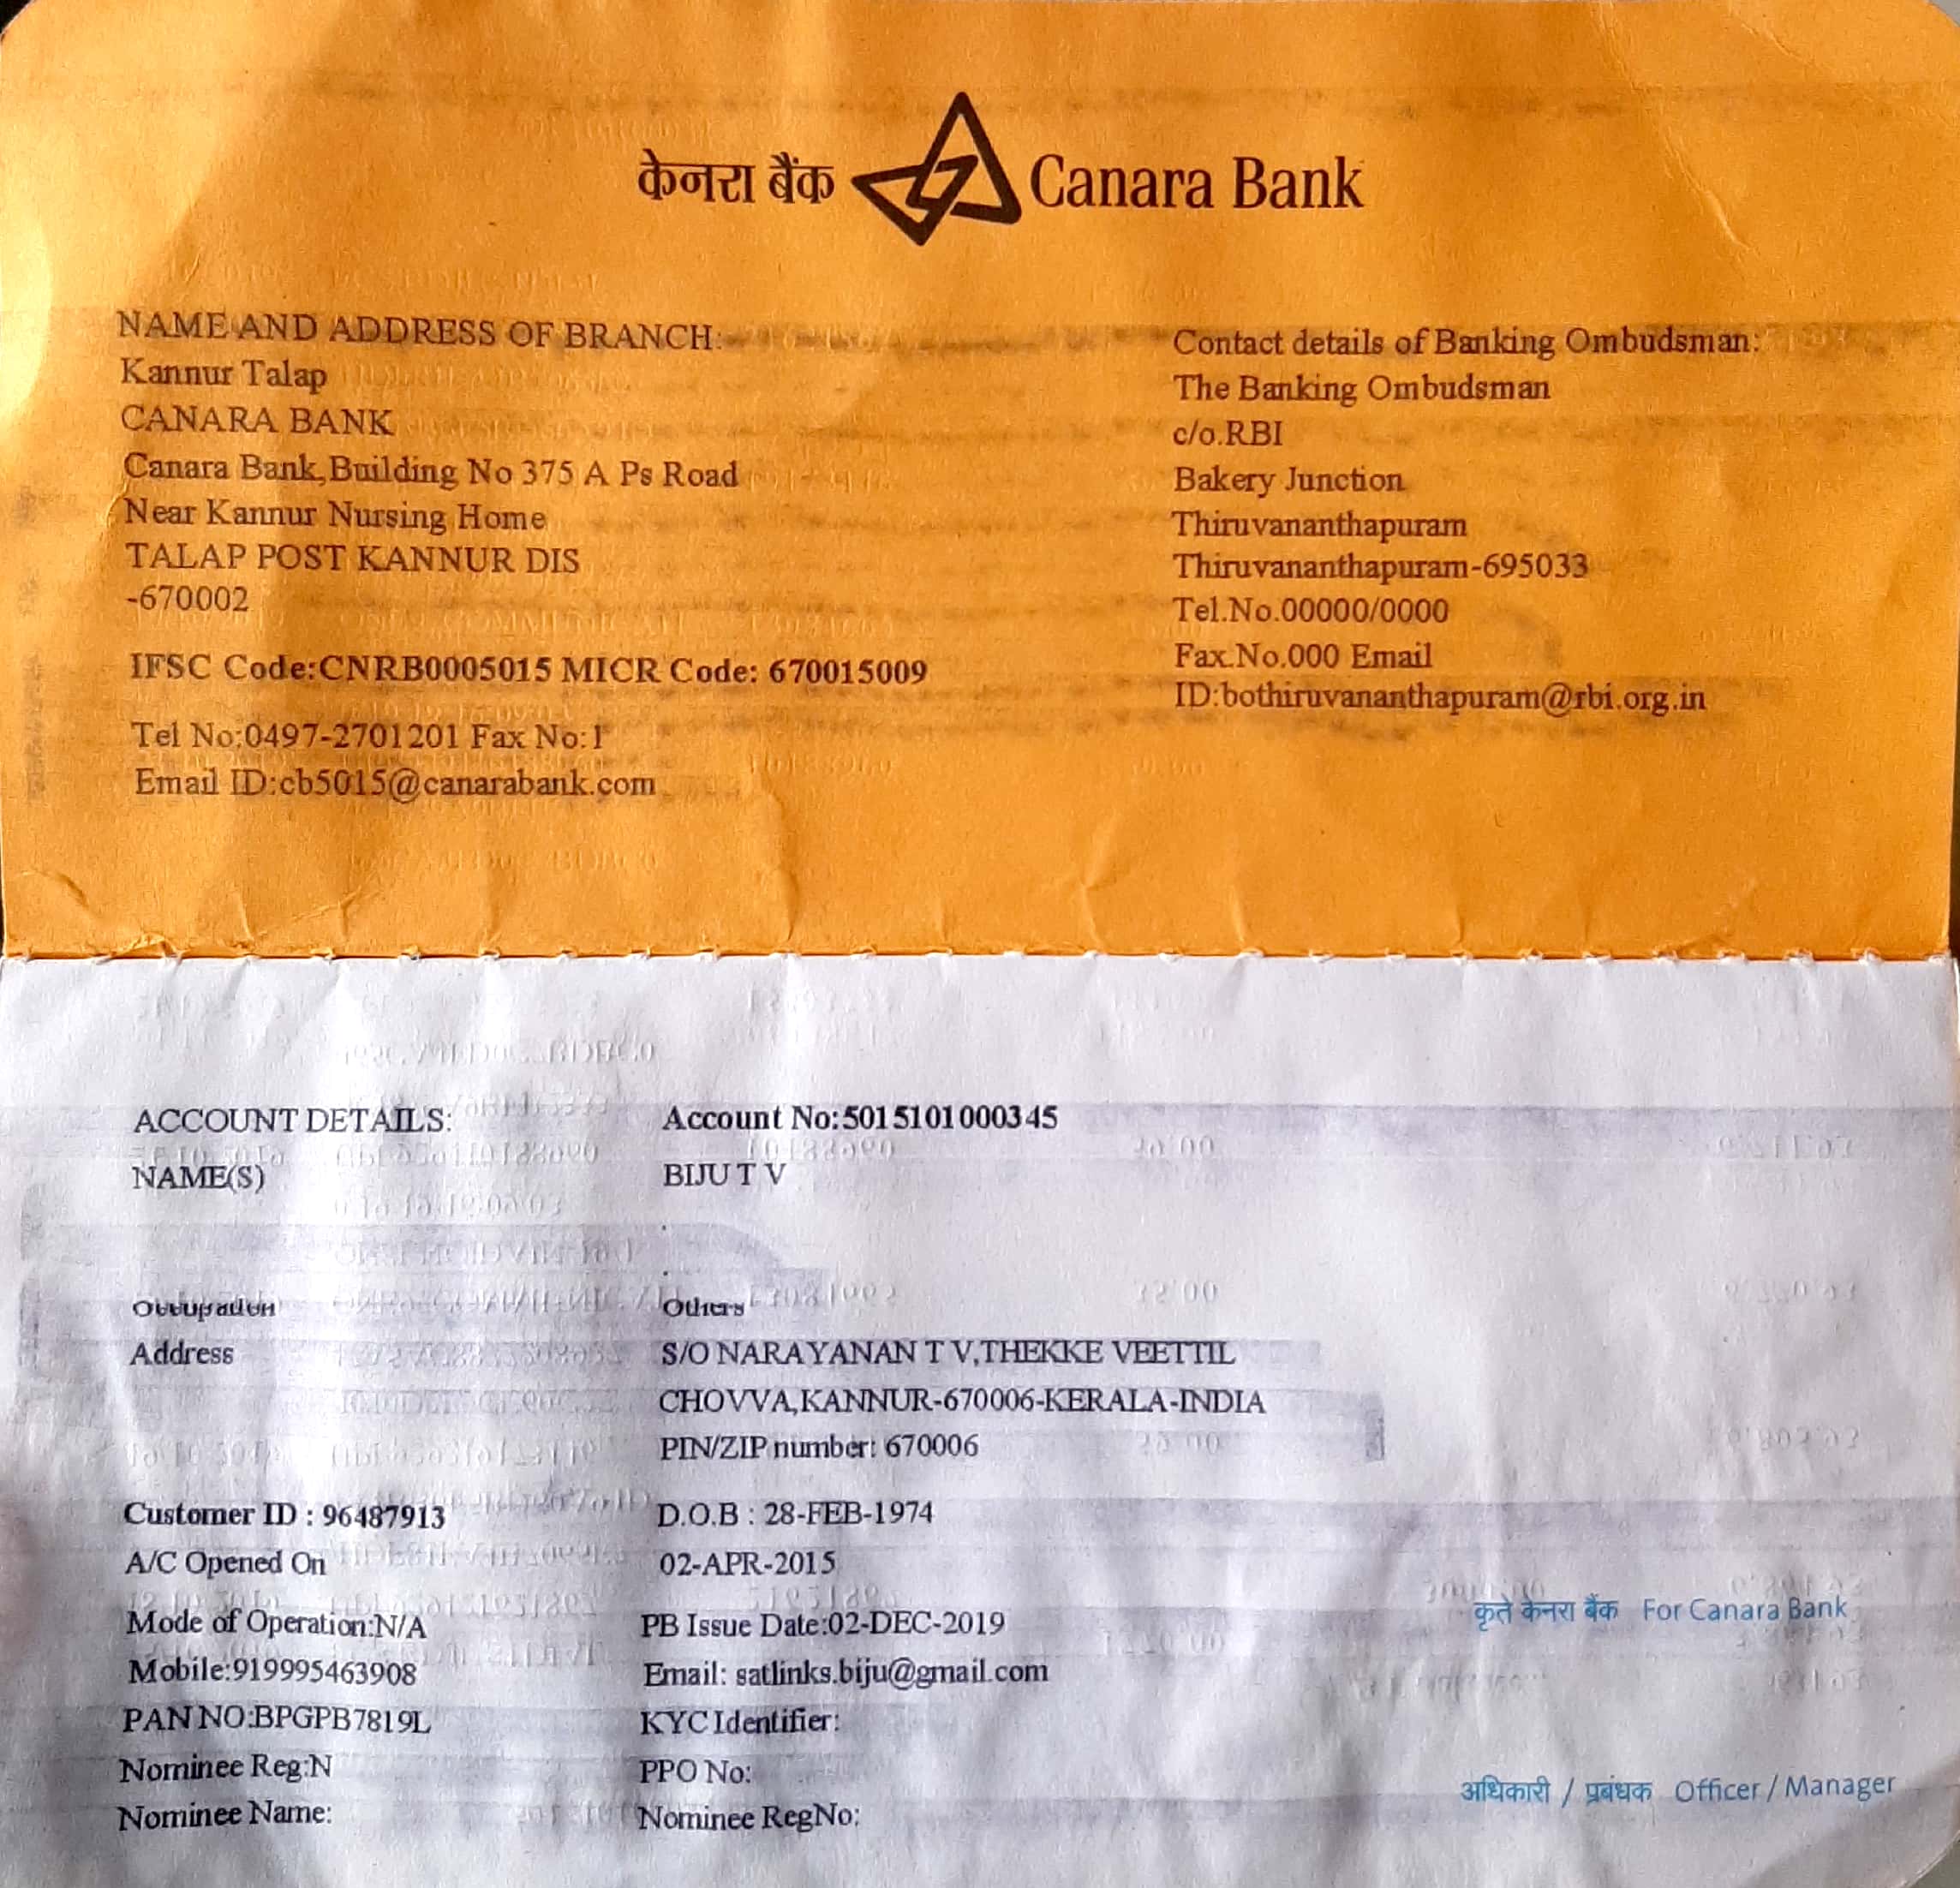 केनरा बैंक Canara Bank
NAME AND ADDRESS OF BRANCH:
Kannur Talap
CANARA BANK
Canara Bank,Building No 375 A Ps Road
Near Kannur Nursing Home
TALAP POST KANNUR DIS
-670002
IFSC Code:CNRB0005015 MICR Code: 670015009
Tel No:0497-2701201 Fax No:1
Email ID:cb5015@canarabank.com
Contact details of Banking Ombudsman:
The Banking Ombudsman
c/o.RBI
Bakery Junction
Thiruvananthapuram
Thiruvananthapuram-695033
Tel.No.00000/0000
Fax.No.000 Email
ID:bothiruvananthapuram@rbi.org.in
ACCOUNT DETAILS: Account No:5015101000345
NAME(S) BIJU T V
Occupation Others
Address S/O NARAYANAN T V,THEKKE VEETTIL
CHOVVA,KANNUR-670006-KERALA-INDIA
PIN/ZIP number: 670006
Customer ID : 96487913 D.O.B : 28-FEB-1974
A/C Opened On 02-APR-2015
Mode of Operation:N/A PB Issue Date:02-DEC-2019
Mobile:919995463908 Email: satlinks.biju@gmail.com
PAN NO:BPGPB7819L KYC Identifier:
Nominee Reg:N PPO No:
Nominee Name: Nominee RegNo:
कृते केनरा बैंक For Canara Bank
अधिकारी / प्रबंधक Officer / Manager